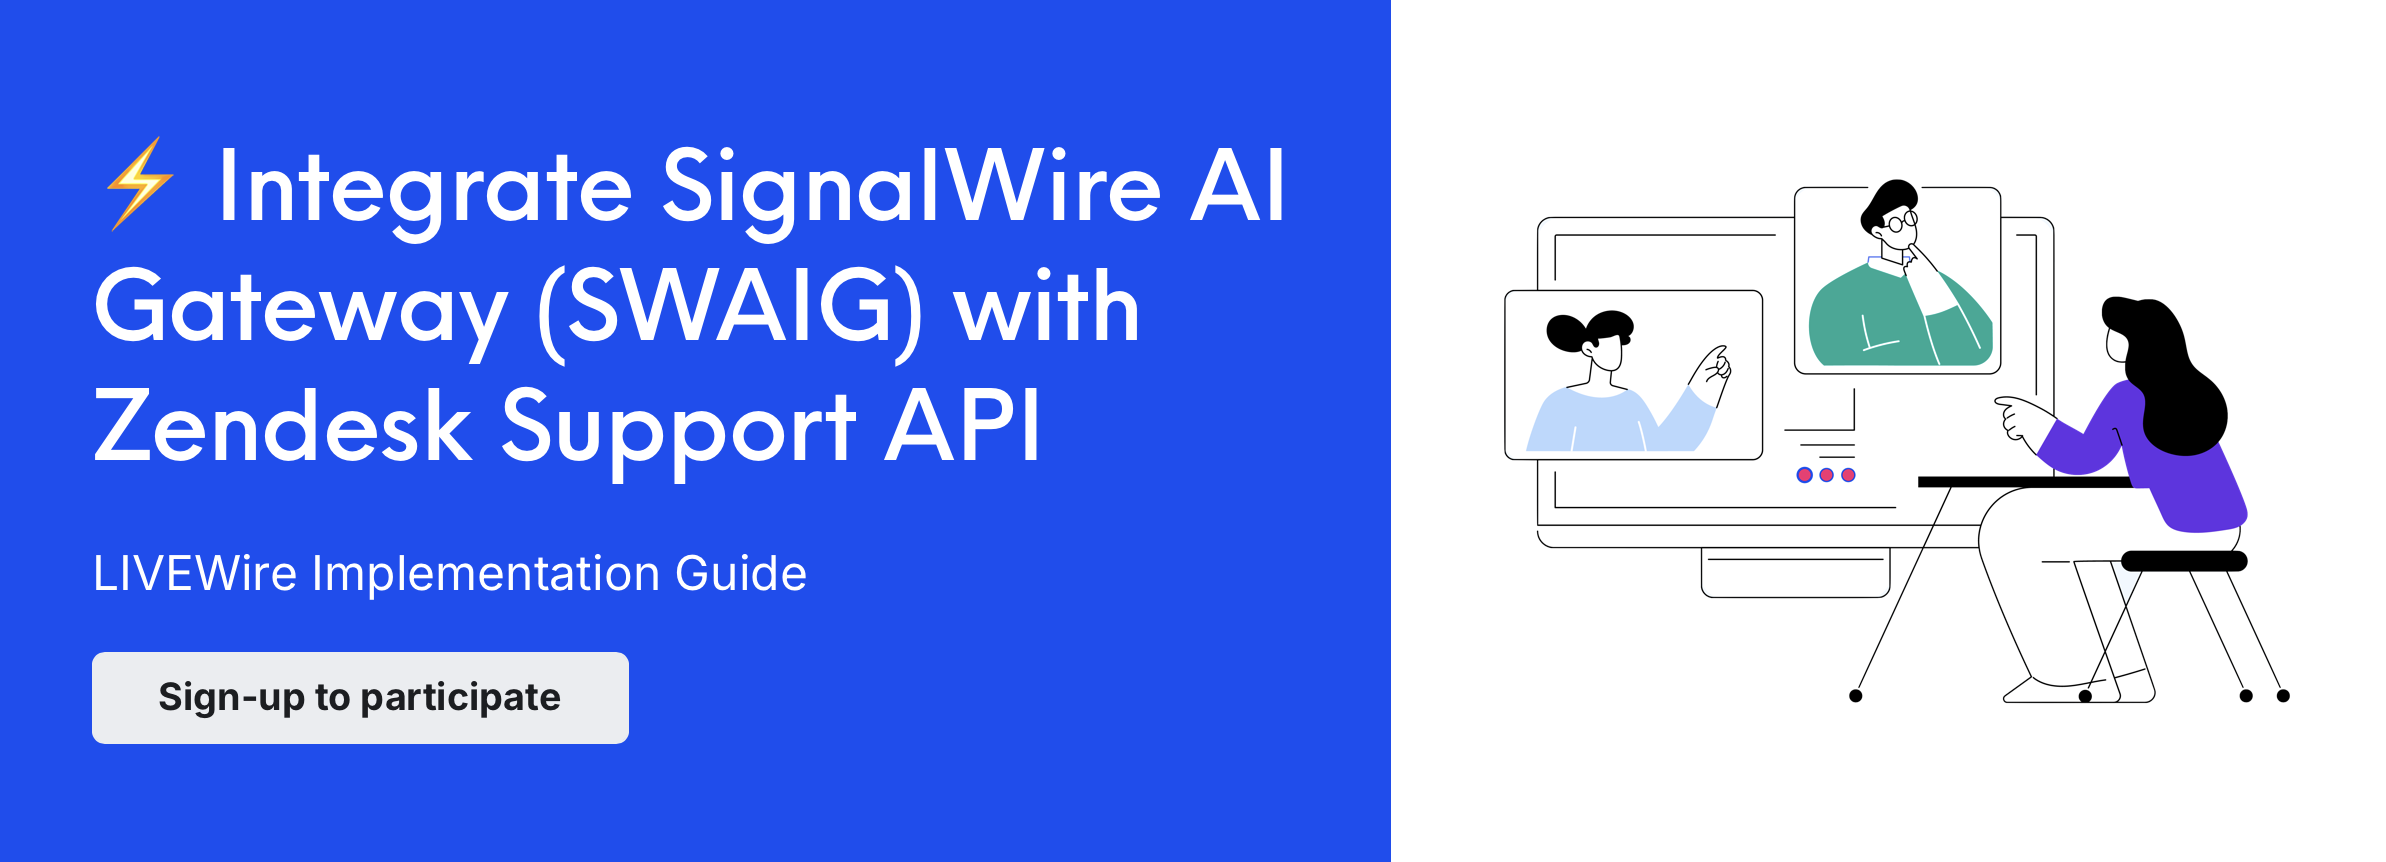 ⚡ Integrate SignalWire AI
Gateway (SWAIG) with
Zendesk Support API
LIVEWire Implementation Guide
Sign-up to participate